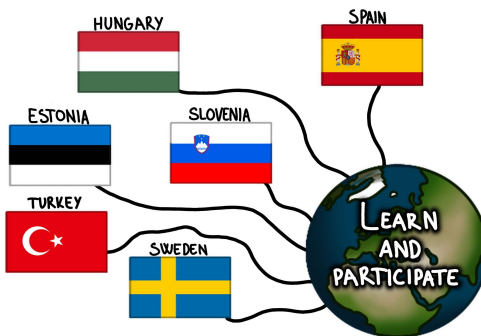 SPAIN
HUNGARY
ESTONIA
SLOVENIA
TURKEY
SWEDEN
LEARN
AND
PARTICIPATE